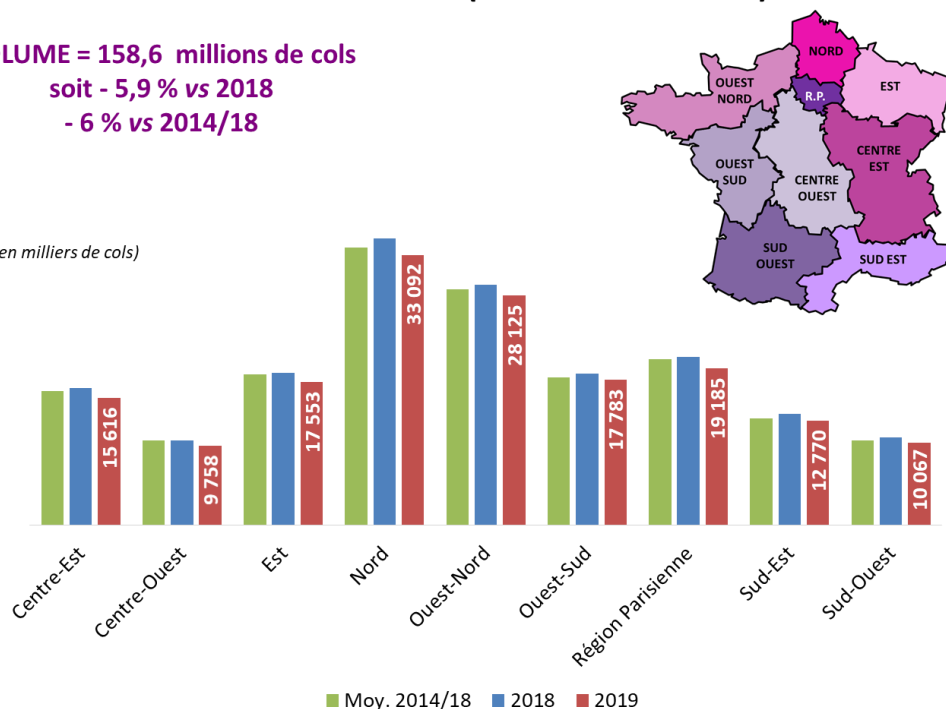 LUME = 158,6 millions de cols
soit - 5,9 % vs 2018
- 6 % vs 2014/18
en milliers de cols)
NORD
OUEST
NORD
R.P.
EST
CENTRE
EST
OUEST
SUD
CENTRE
OUEST
SUD
OUEST
SUD EST
15 616
9 758
17 553
33 092
28 125
17 783
19 185
12 770
10 067
Centre-Est
Centre-Ouest
Est
Nord
Ouest-Nord
Ouest-Sud
Région Parisienne
Sud-Est
Sud-Ouest
Moy. 2014/18
2018
2019